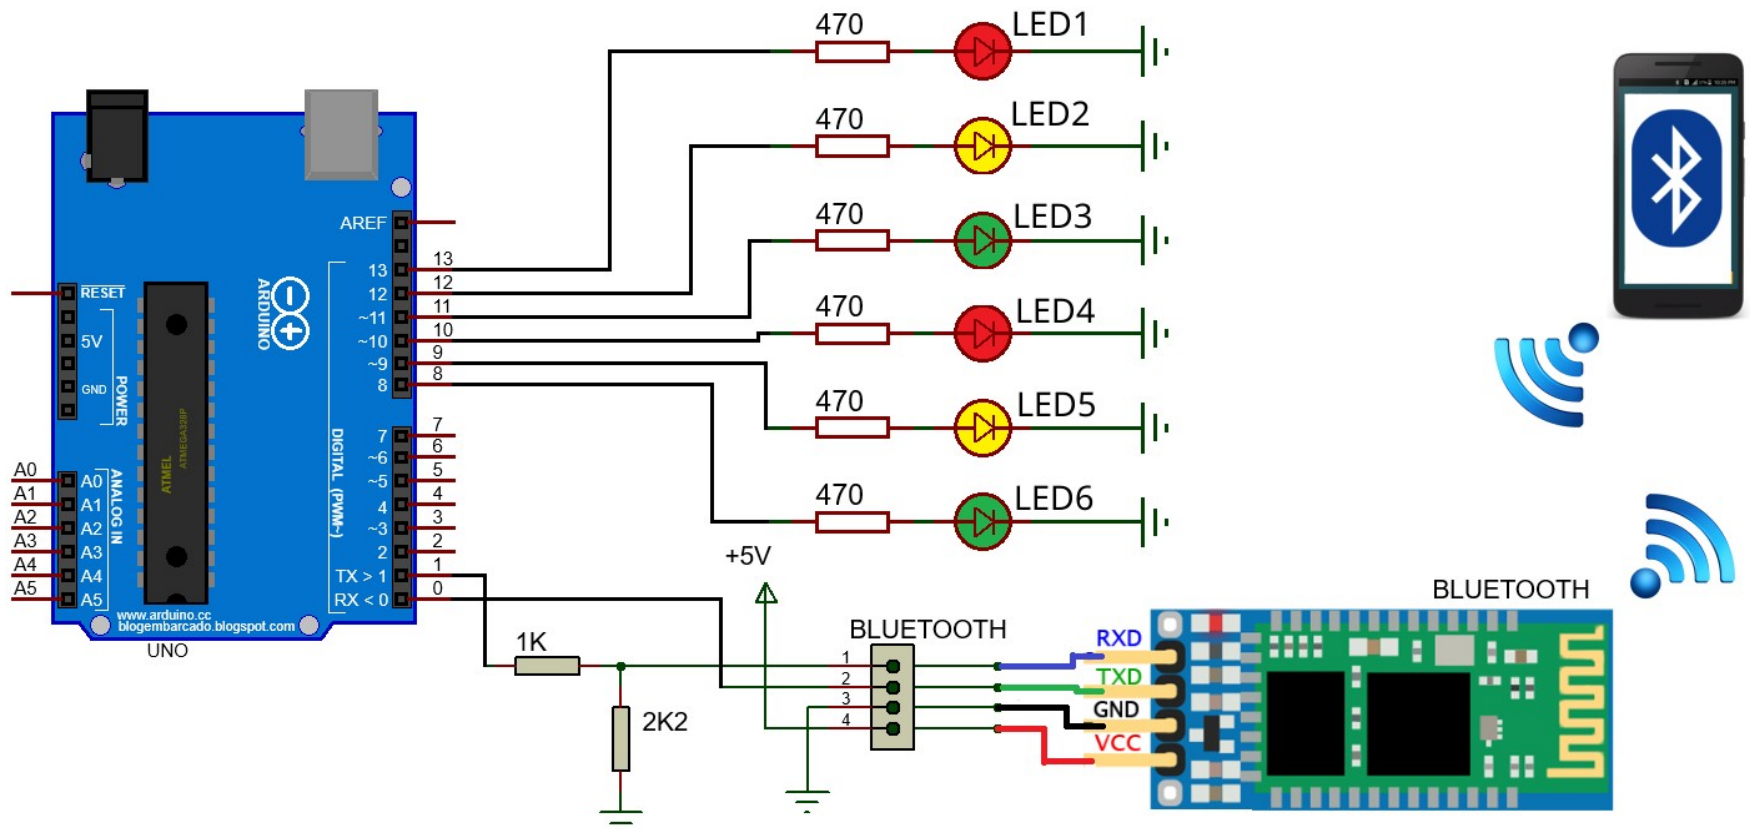 470
LED1
470
LED2
470
LED3
470
LED4
470
LED5
470
LED6
AREF
13
13
12
12
~11
11
~10
10
~9
9
8
8
RESET
5V
GND
POWER
ARDUINO
ATMEL
ATMEGA328P
DIGITAL (PWM~)
7
7
~6
6
~5
5
4
4
~3
3
2
2
TX > 1
1
RX < 0
0
A0
A0
A1
A1
A2
A2
A3
A3
A4
A4
A5
A5
ANALOG IN
www.arduino.cc
blogembarcado.blogspot.com
UNO
+5V
1K
2K2
BLUETOOTH
1
2
3
4
RXD
TXD
GND
VCC
BLUETOOTH